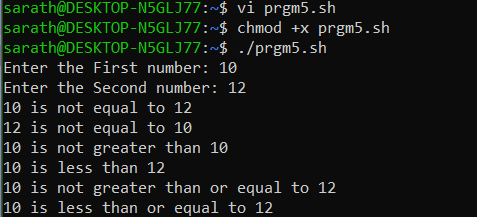 sarath@DESKTOP-N5GLJ77:~$ vi prgm5.sh
sarath@DESKTOP-N5GLJ77:~$ chmod +x prgm5.sh
sarath@DESKTOP-N5GLJ77:~$ ./prgm5.sh
Enter the First number: 10
Enter the Second number: 12
10 is not equal to 12
12 is not equal to 10
10 is not greater than 10
10 is less than 12
10 is not greater than or equal to 12
10 is less than or equal to 12